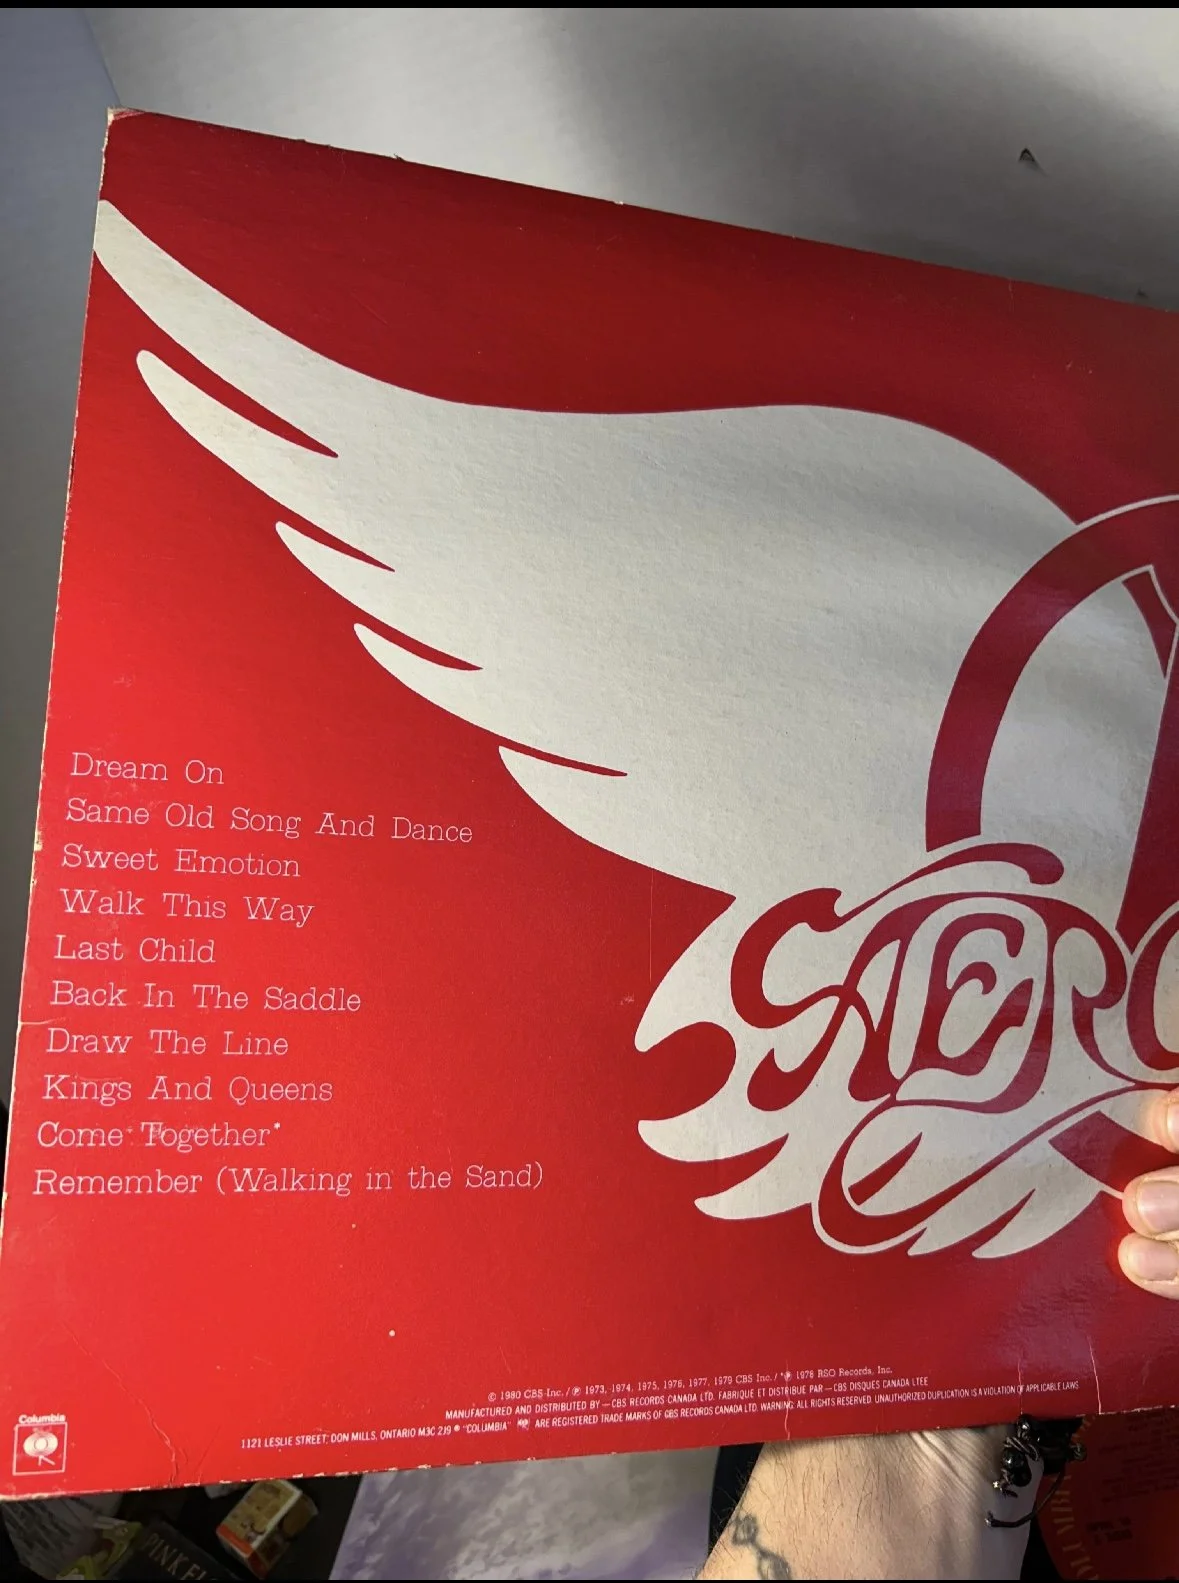 Dream On
Same Old Song And Dance
Sweet Emotion
Walk This Way
Last Child
Back In The Saddle
Draw The Line
Kings And Queens
Come Together*
Remember (Walking in the Sand)
AERO
© 1980 CBS Inc. / ℗ 1973, 1974, 1975, 1976, 1977, 1979 CBS Inc. / *℗ 1978 RSO Records, Inc.
MANUFACTURED AND DISTRIBUTED BY — CBS RECORDS CANADA LTD. FABRIQUÉ ET DISTRIBUÉ PAR — CBS DISQUES CANADA LTÉE
1121 LESLIE STREET, DON MILLS, ONTARIO M3C 2J9 ® "COLUMBIA" ARE REGISTERED TRADE MARKS OF CBS RECORDS CANADA LTD. WARNING: ALL RIGHTS RESERVED. UNAUTHORIZED DUPLICATION IS A VIOLATION OF APPLICABLE LAWS
Columbia
PINK